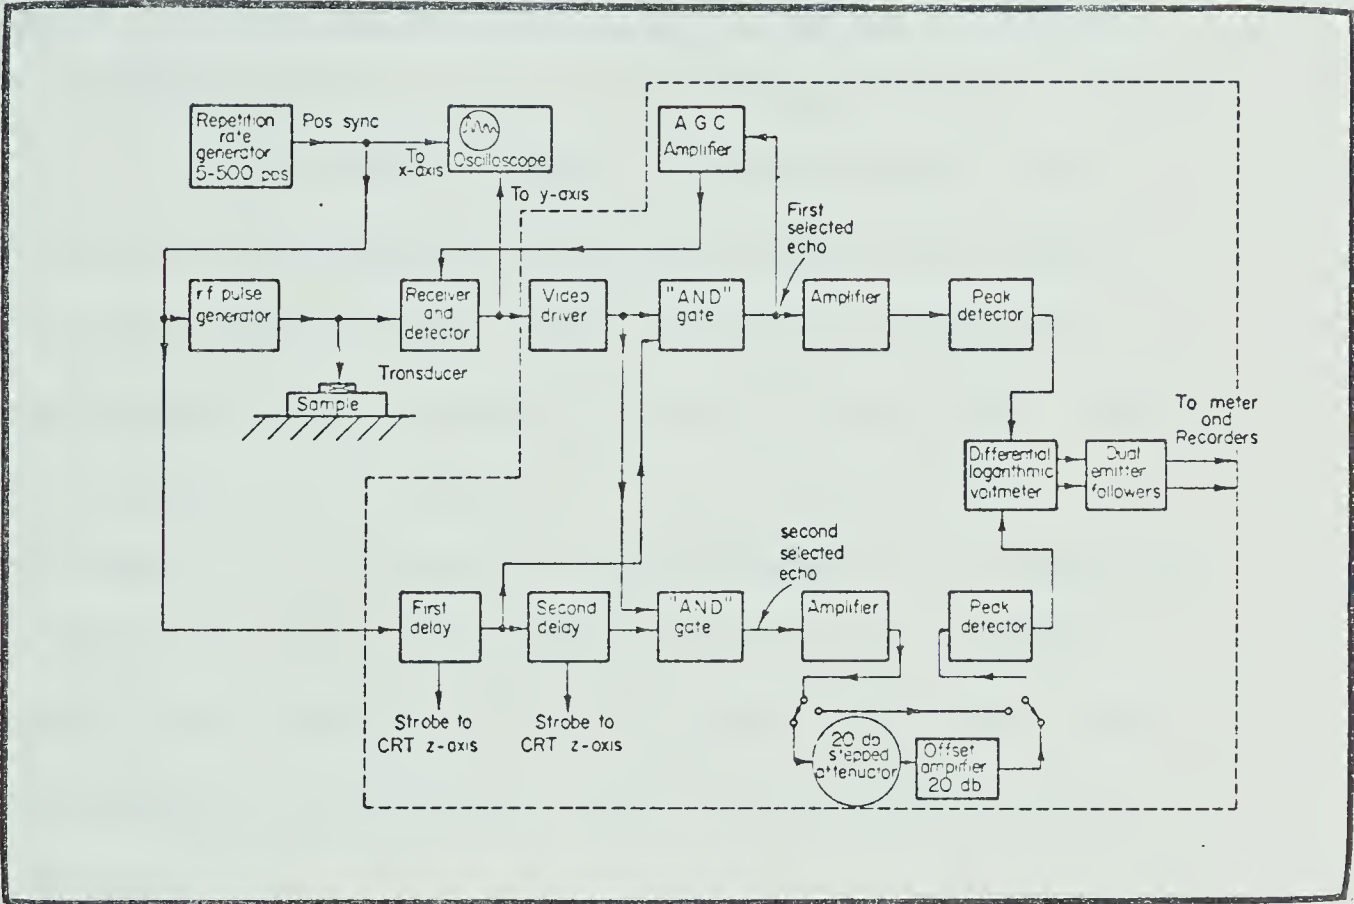 Repetition
rate
generator
5-500 pps
Pos sync
To
x-axis
Oscilloscope
To y-axis
A G C
Amplifier
First
selected
echo
rf pulse
generator
Receiver
and
detector
Video
driver
"AND"
gate
Amplifier
Peak
detector
Transducer
Sample
To meter
and
Recorders
Differential
logarithmic
voltmeter
Dual
emitter
followers
second
selected
echo
First
delay
Second
delay
"AND"
gate
Amplifier
Peak
detector
Strobe to
CRT z-axis
Strobe to
CRT z-axis
20 db
stepped
attenuator
Offset
amplifier
20 db